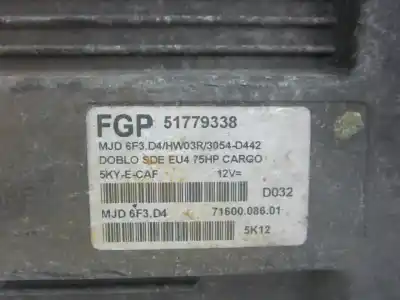 FGP 51779338
MJD 6F3.D4/HW03R/3054-D442
DOBLO SDE EU4 75HP CARGO
5KY-E-CAF 12V=
D032
MJD 6F3.D4 71600.086.01
5K12